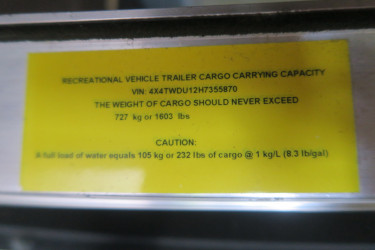 RECREATIONAL VEHICLE TRAILER CARGO CARRYING CAPACITY
VIN: 4X4TWDU12H7355870
THE WEIGHT OF CARGO SHOULD NEVER EXCEED
727 kg or 1603 lbs
CAUTION:
A full load of water equals 105 kg or 232 lbs of cargo @ 1 kg/L (8.3 lb/gal)